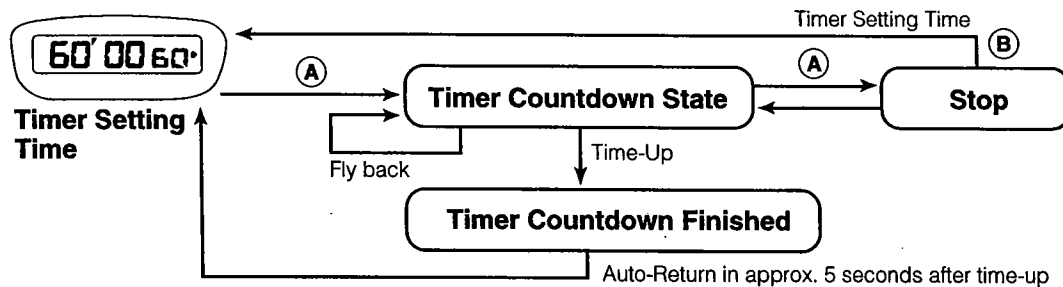 Timer Setting Time
60' 00 60
A
A
B
Timer Countdown State
Stop
Timer Setting
Time
Fly back
Time-Up
Timer Countdown Finished
Auto-Return in approx. 5 seconds after time-up